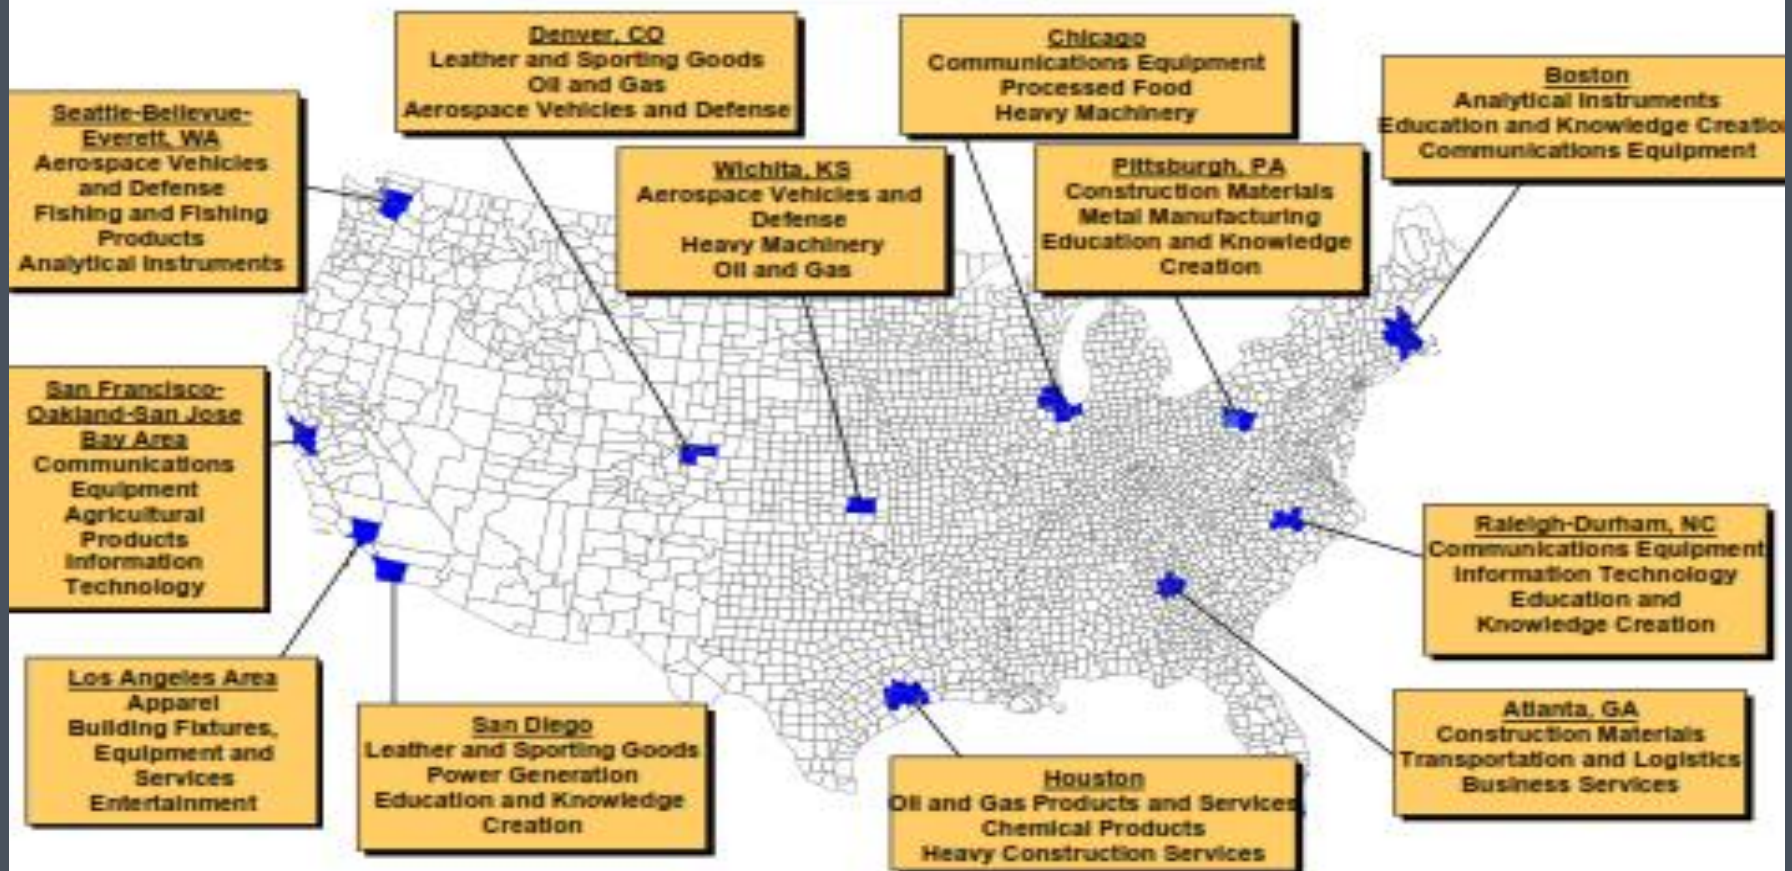 Denver, CO
Leather and Sporting Goods
Oil and Gas
Aerospace Vehicles and Defense
Chicago
Communications Equipment
Processed Food
Heavy Machinery
Boston
Analytical Instruments
Education and Knowledge Creation
Communications Equipment
Seattle-Bellevue-
Everett, WA
Aerospace Vehicles
and Defense
Fishing and Fishing
Products
Analytical Instruments
Wichita, KS
Aerospace Vehicles and
Defense
Heavy Machinery
Oil and Gas
Pittsburgh, PA
Construction Materials
Metal Manufacturing
Education and Knowledge
Creation
San Francisco-
Oakland-San Jose
Bay Area
Communications
Equipment
Agricultural
Products
Information
Technology
Raleigh-Durham, NC
Communications Equipment
Information Technology
Education and
Knowledge Creation
Los Angeles Area
Apparel
Building Fixtures,
Equipment and
Services
Entertainment
San Diego
Leather and Sporting Goods
Power Generation
Education and Knowledge
Creation
Houston
Oil and Gas Products and Services
Chemical Products
Heavy Construction Services
Atlanta, GA
Construction Materials
Transportation and Logistics
Business Services